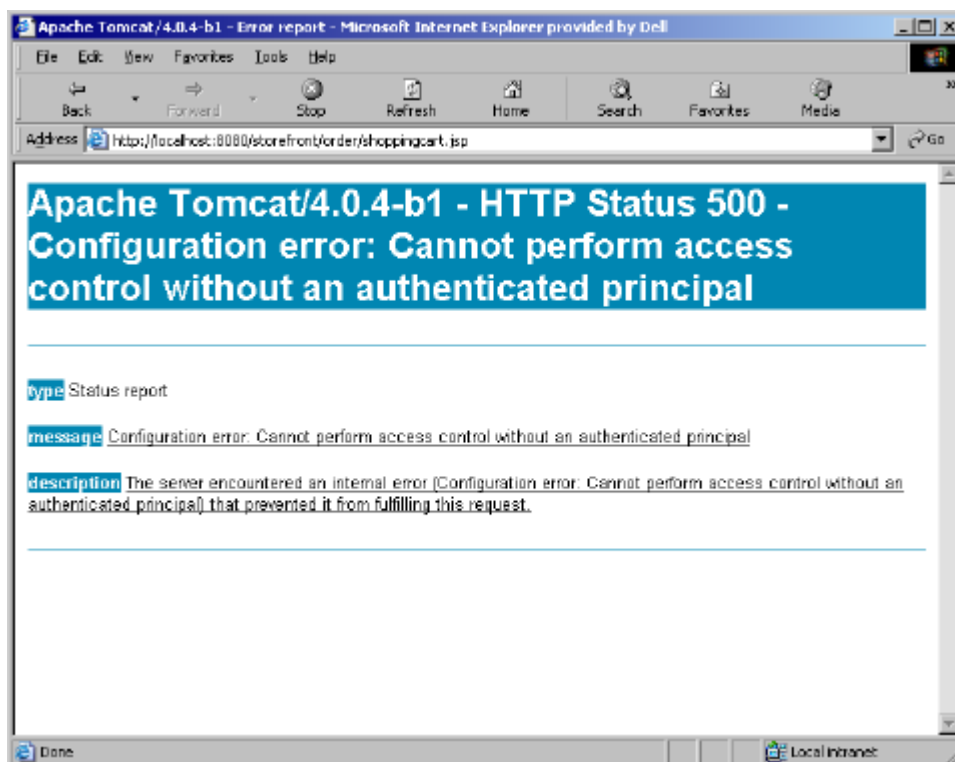 Apache Tomcat/4.0.4-b1 - Error report - Microsoft Internet Explorer provided by Dell
File Edit View Favorites Tools Help
Back Forward Stop Refresh Home Search Favorites Media
Address http://localhost:8080/storefront/order/shoppingcart.jsp Go
Apache Tomcat/4.0.4-b1 - HTTP Status 500 -
Configuration error: Cannot perform access
control without an authenticated principal
type Status report
message Configuration error: Cannot perform access control without an authenticated principal
description The server encountered an internal error (Configuration error: Cannot perform access control without an
authenticated principal) that prevented it from fulfilling this request.
Done Local intranet